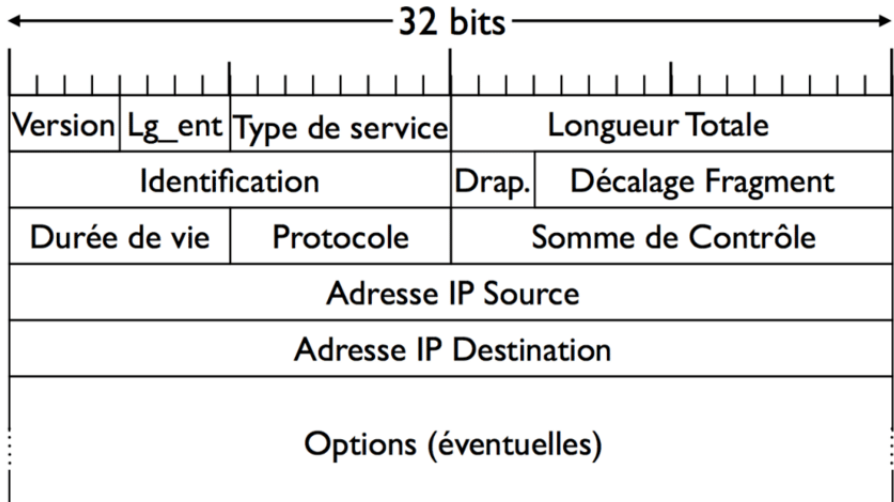 32 bits
Version Lg_ent Type de service Longueur Totale
Identification Drap. Décalage Fragment
Durée de vie Protocole Somme de Contrôle
Adresse IP Source
Adresse IP Destination
Options (éventuelles)